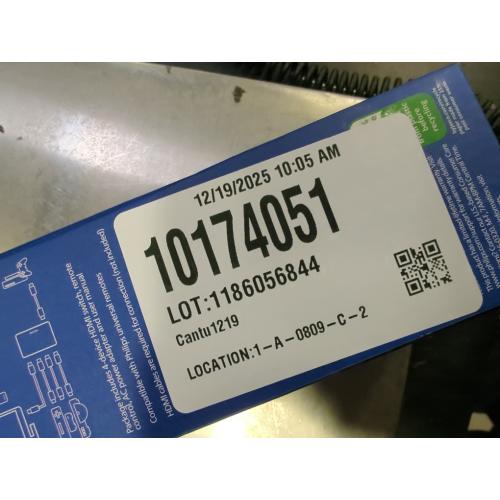 12/19/2025 10:05 AM
10174051
LOT:1186056844
Cantu1219
LOCATION:1-A-0809-C-2
Package includes 4-device HDMI switch, remote
control, AC power adapter and user manual
Compatible with Philips universal remotes
HDMI cables are required for connection (not included)
recycling
before